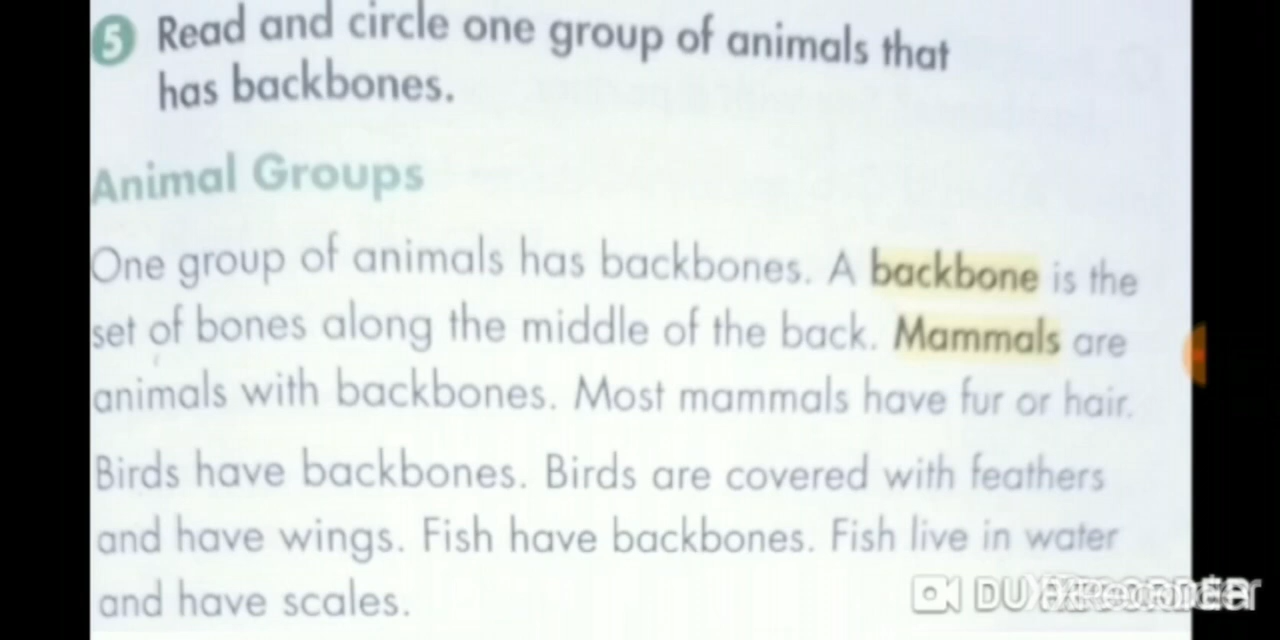 5 Read and circle one group of animals that
has backbones.
Animal Groups
One group of animals has backbones. A backbone is the
set of bones along the middle of the back. Mammals are
animals with backbones. Most mammals have fur or hair.
Birds have backbones. Birds are covered with feathers
and have wings. Fish have backbones. Fish live in water
and have scales.